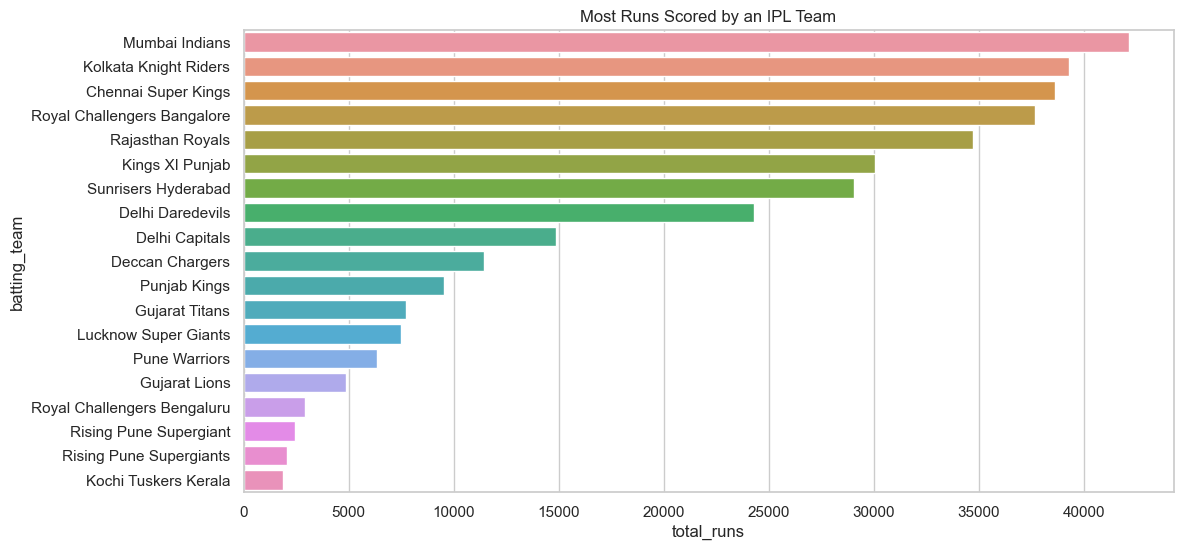 Most Runs Scored by an IPL Team
batting_team
Mumbai Indians
Kolkata Knight Riders
Chennai Super Kings
Royal Challengers Bangalore
Rajasthan Royals
Kings XI Punjab
Sunrisers Hyderabad
Delhi Daredevils
Delhi Capitals
Deccan Chargers
Punjab Kings
Gujarat Titans
Lucknow Super Giants
Pune Warriors
Gujarat Lions
Royal Challengers Bengaluru
Rising Pune Supergiant
Rising Pune Supergiants
Kochi Tuskers Kerala
0 5000 10000 15000 20000 25000 30000 35000 40000
total_runs